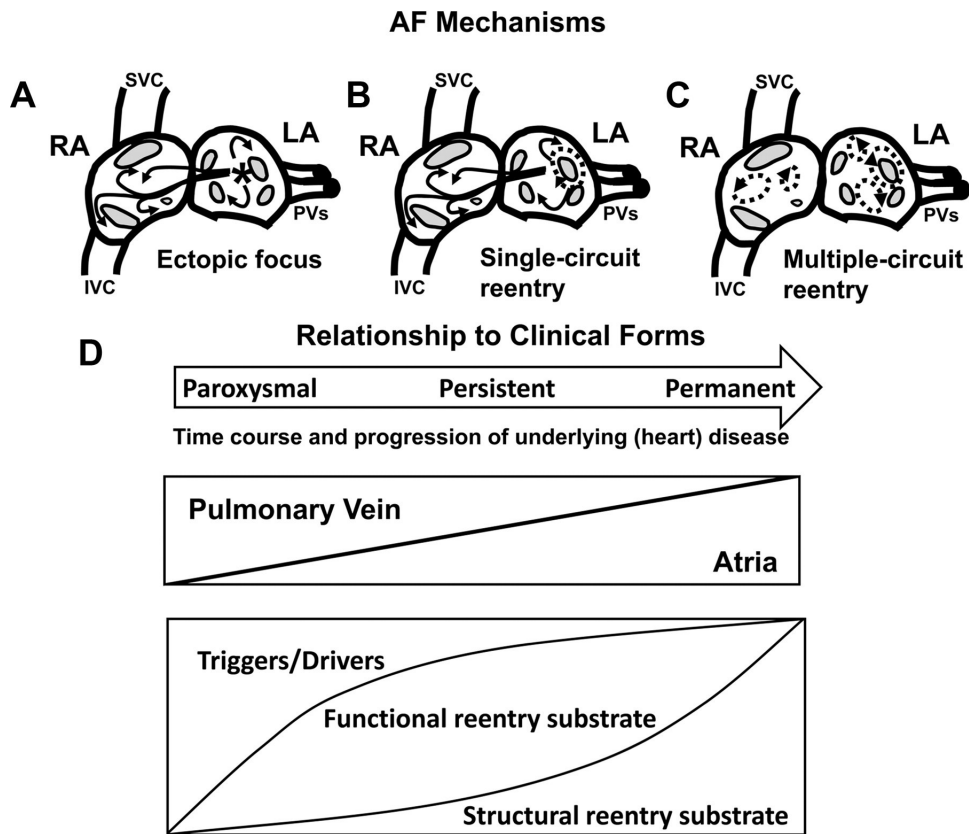 AF Mechanisms
A
SVC
RA
LA
PVs
IVC
Ectopic focus
B
SVC
RA
LA
PVs
IVC
Single-circuit
reentry
C
SVC
RA
LA
PVs
IVC
Multiple-circuit
reentry
D
Relationship to Clinical Forms
Paroxysmal Persistent Permanent
Time course and progression of underlying (heart) disease
Pulmonary Vein
Atria
Triggers/Drivers
Functional reentry substrate
Structural reentry substrate